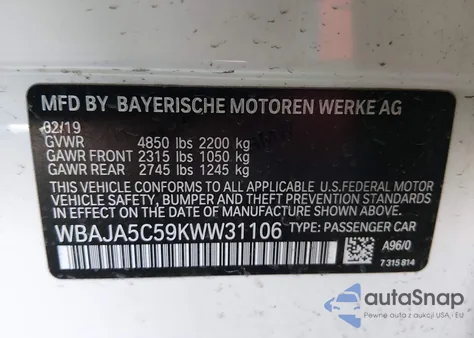 MFD BY BAYERISCHE MOTOREN WERKE AG
02/19
GVWR 4850 lbs 2200 kg
GAWR FRONT 2315 lbs 1050 kg
GAWR REAR 2745 lbs 1245 kg
THIS VEHICLE CONFORMS TO ALL APPLICABLE U.S. FEDERAL MOTOR
VEHICLE SAFETY, BUMPER AND THEFT PREVENTION STANDARDS
IN EFFECT ON THE DATE OF MANUFACTURE SHOWN ABOVE.
WBAJA5C59KWW31106 TYPE: PASSENGER CAR
A96/0
7 315 814
autoSnap
Pewne auta z aukcji USA i EU